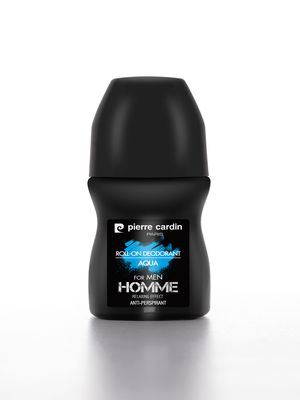 pierre cardin
PARIS
ROLL-ON DEODORANT
AQUA
FOR MEN
HOMME
RELAXING EFFECT
ANTI-PERSPIRANT